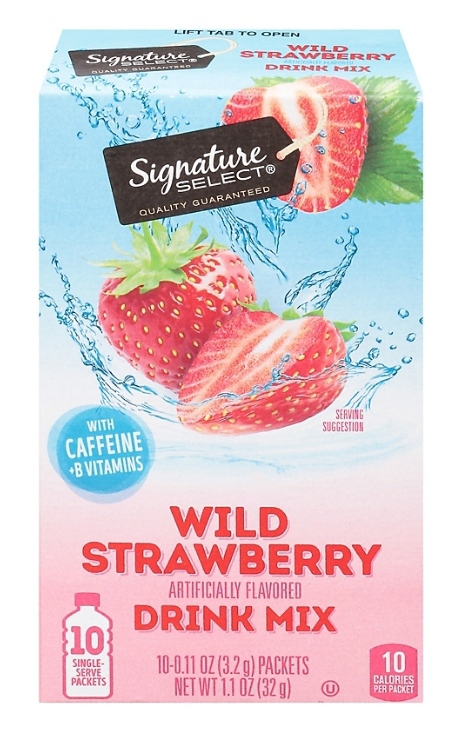 LIFT TAB TO OPEN
Signature
SELECT®
QUALITY GUARANTEED
WILD
STRAWBERRY
ARTIFICIALLY FLAVORED
DRINK MIX
Signature
SELECT®
QUALITY GUARANTEED
SERVING
SUGGESTION
WITH
CAFFEINE
+B VITAMINS
WILD
STRAWBERRY
ARTIFICIALLY FLAVORED
DRINK MIX
10
SINGLE-
SERVE
PACKETS
10-0.11 OZ (3.2 g) PACKETS
NET WT 1.1 OZ (32 g)
U
10
CALORIES
PER PACKET